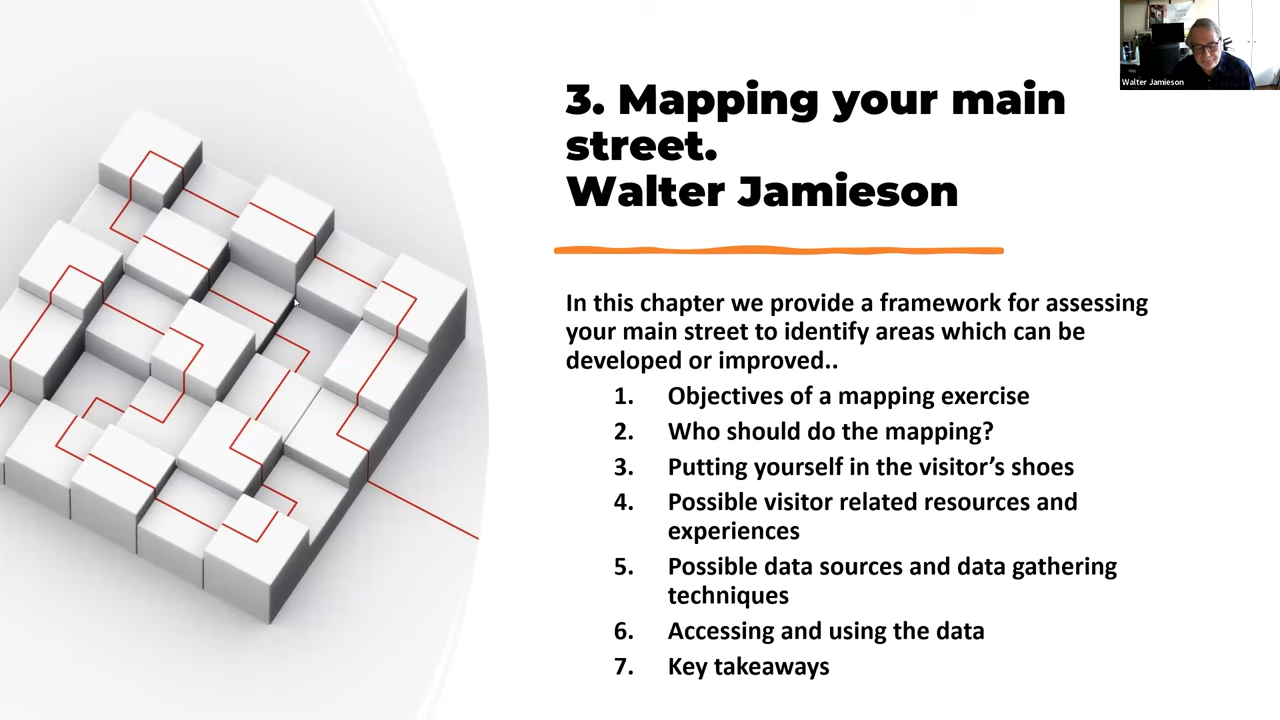 3. Mapping your main
street.
Walter Jamieson
In this chapter we provide a framework for assessing
your main street to identify areas which can be
developed or improved..
1. Objectives of a mapping exercise
2. Who should do the mapping?
3. Putting yourself in the visitor’s shoes
4. Possible visitor related resources and
experiences
5. Possible data sources and data gathering
techniques
6. Accessing and using the data
7. Key takeaways
Walter Jamieson